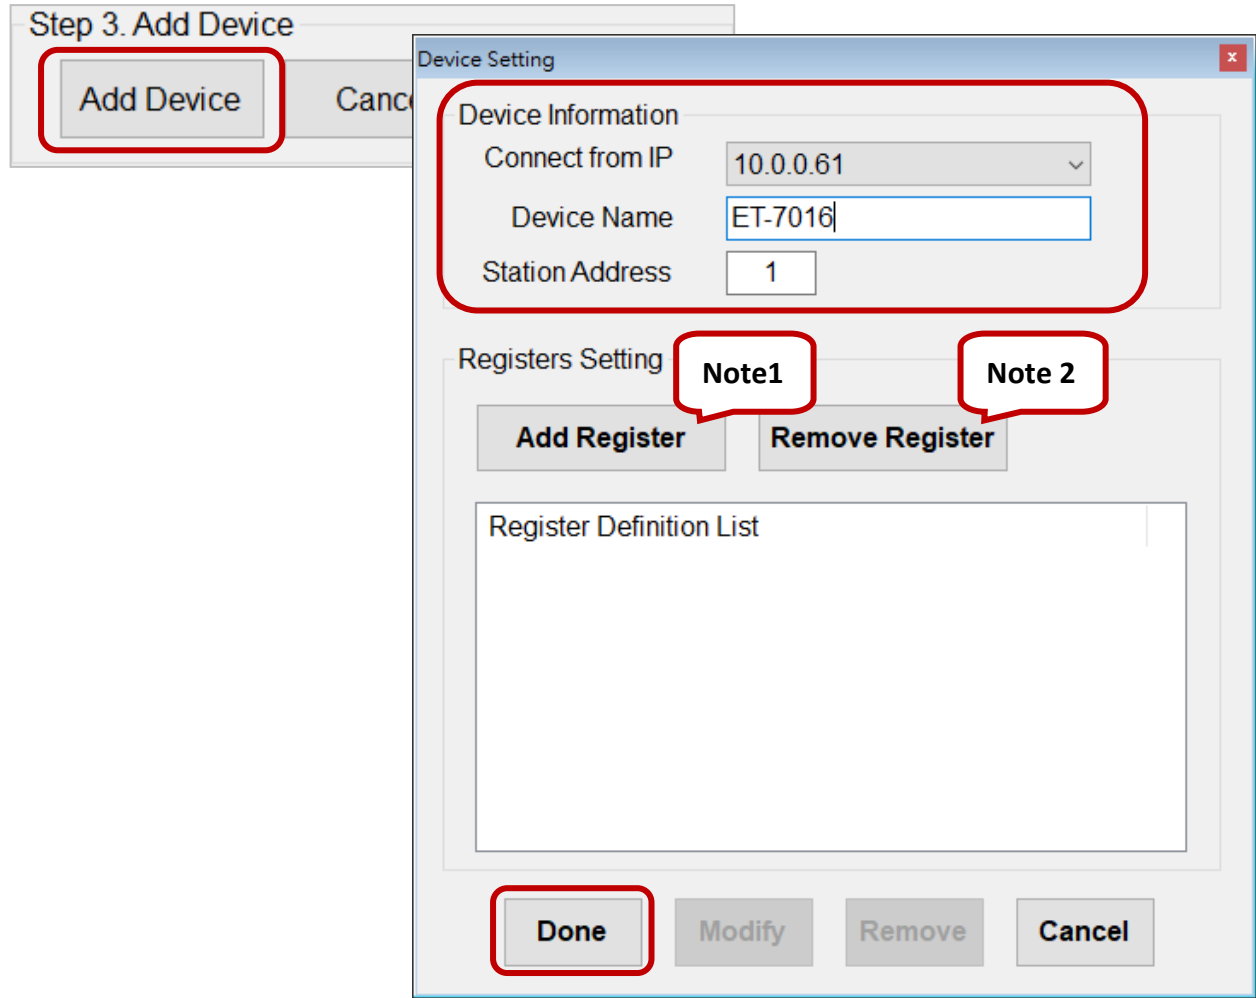 Step 3. Add Device
Add Device
Device Setting
Device Information
Connect from IP 10.0.0.61
Device Name ET-7016
Station Address 1
Registers Setting
Note1
Note 2
Add Register Remove Register
Register Definition List
Done Modify Remove Cancel